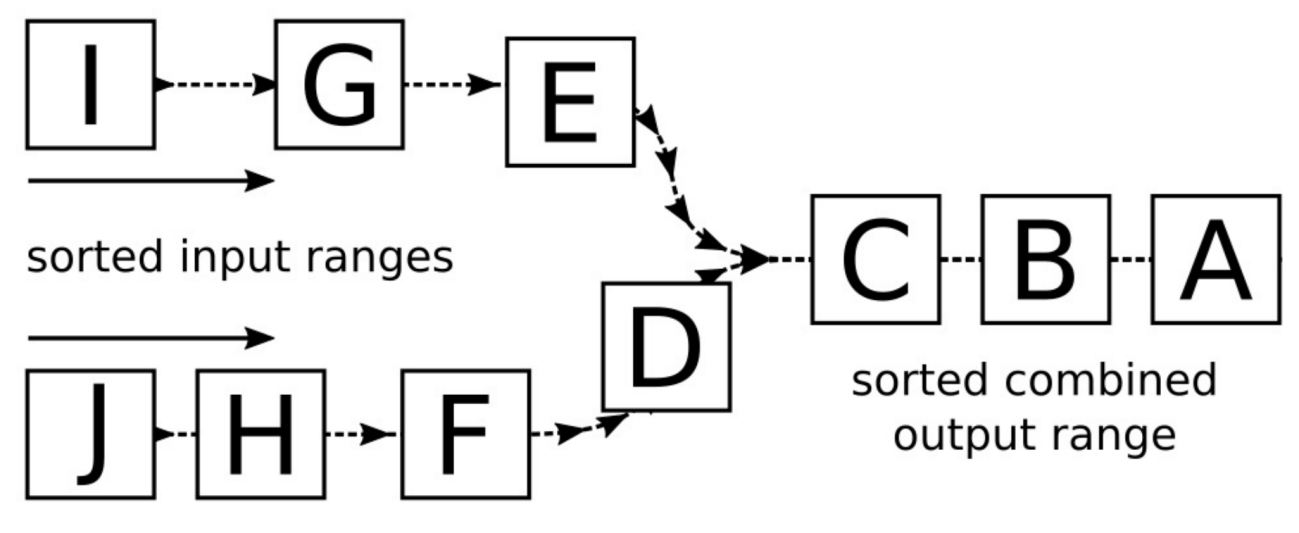 I G E
sorted input ranges
C B A
D
sorted combined
output range
J H F